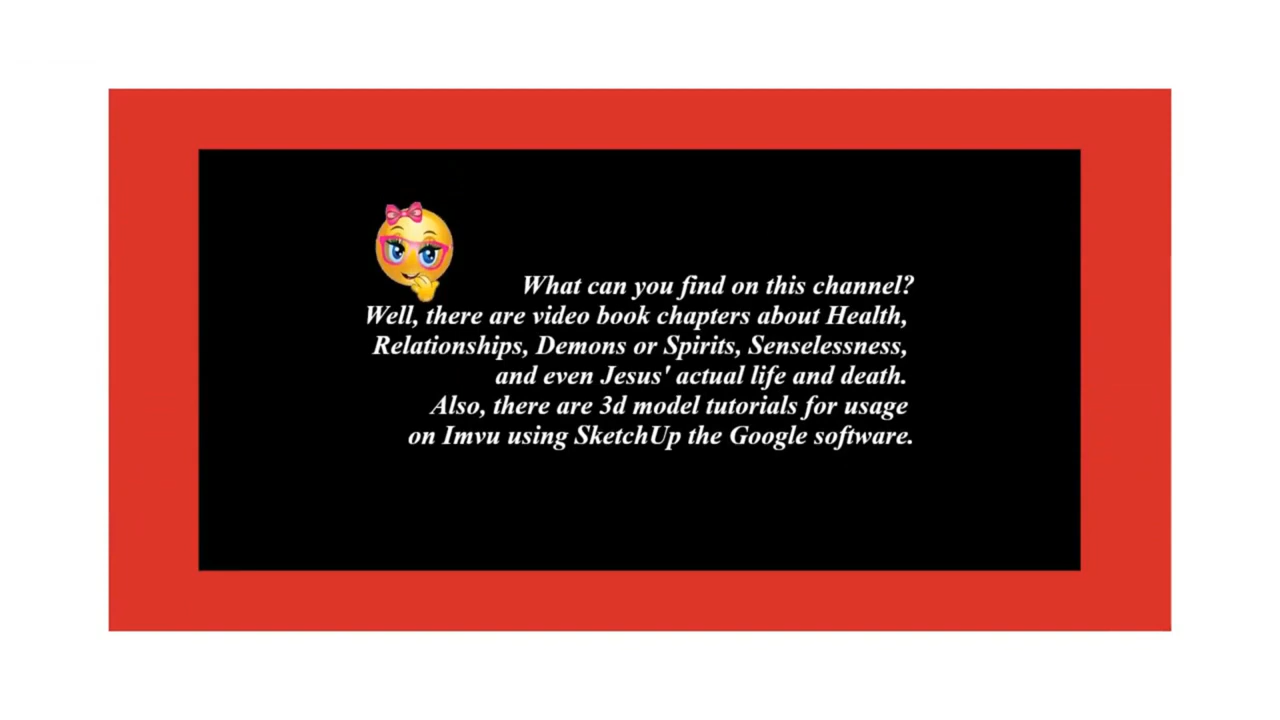 What can you find on this channel?
Well, there are video book chapters about Health,
Relationships, Demons or Spirits, Senselessness,
and even Jesus' actual life and death.
Also, there are 3d model tutorials for usage
on Imvu using SketchUp the Google software.